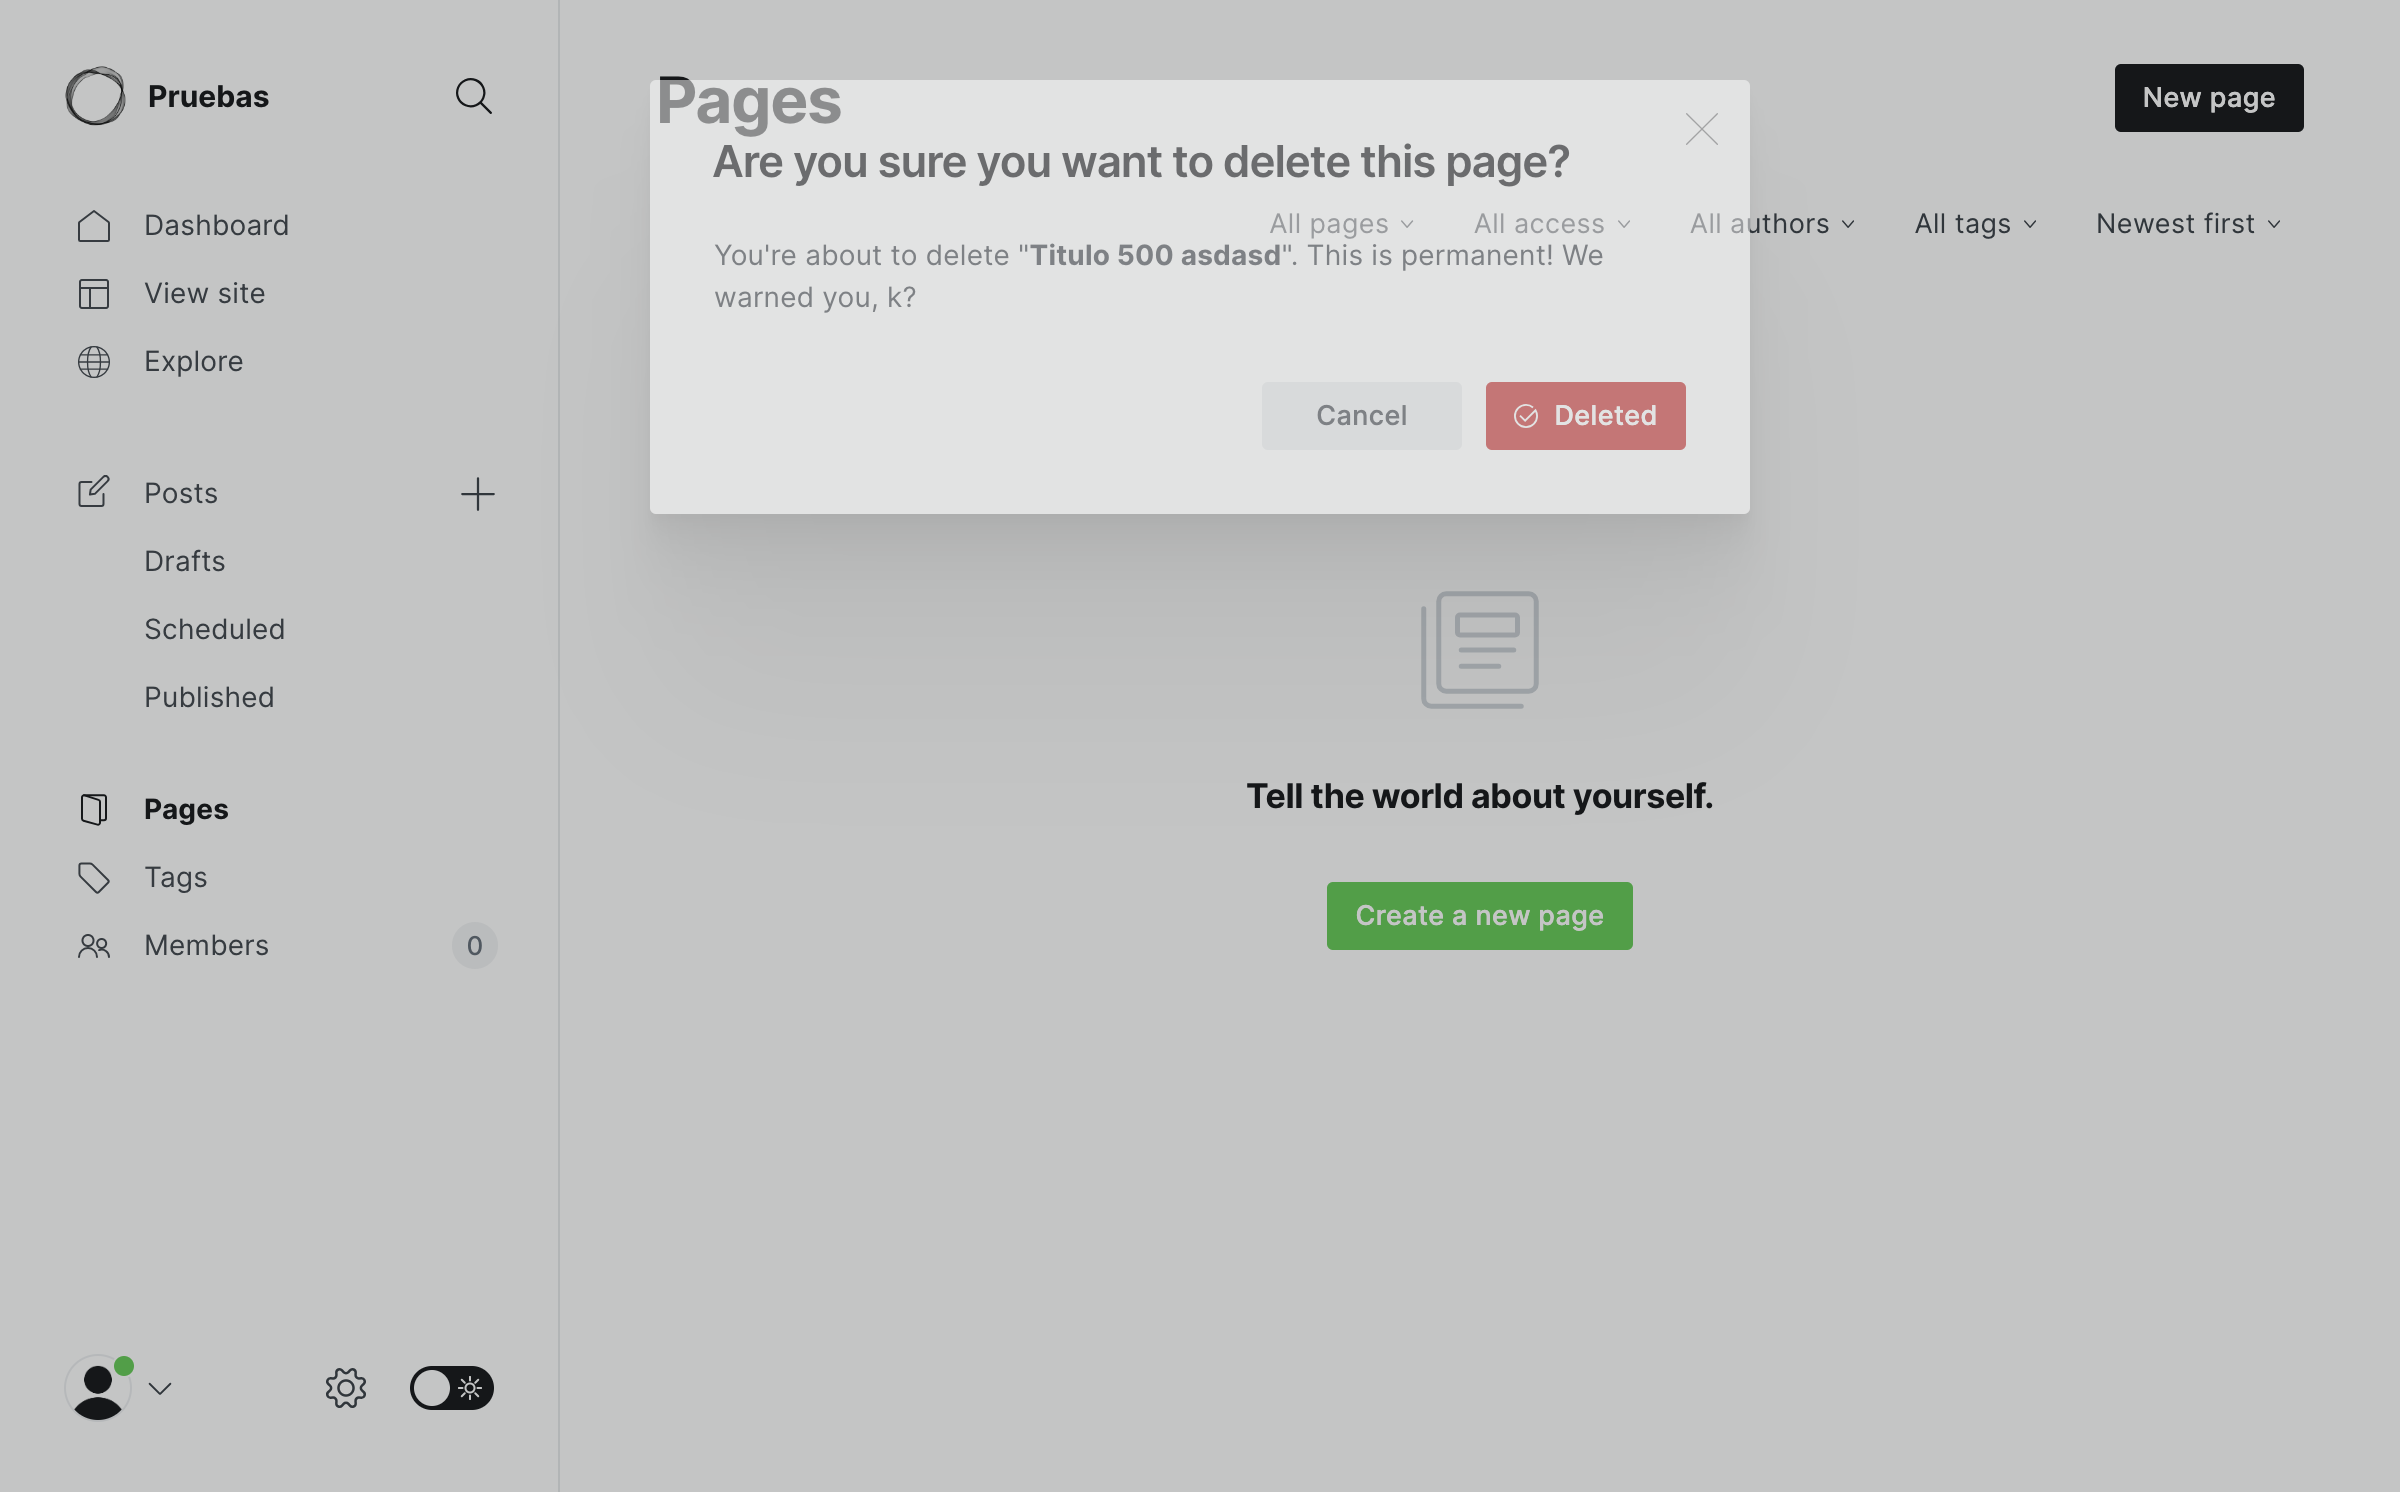 Pruebas
Dashboard
View site
Explore
Posts
Drafts
Scheduled
Published
Pages
Tags
Members 0
Pages
New page
Are you sure you want to delete this page?
All pages All access All authors All tags Newest first
You're about to delete "Titulo 500 asdasd". This is permanent! We
warned you, k?
Cancel Deleted
Tell the world about yourself.
Create a new page